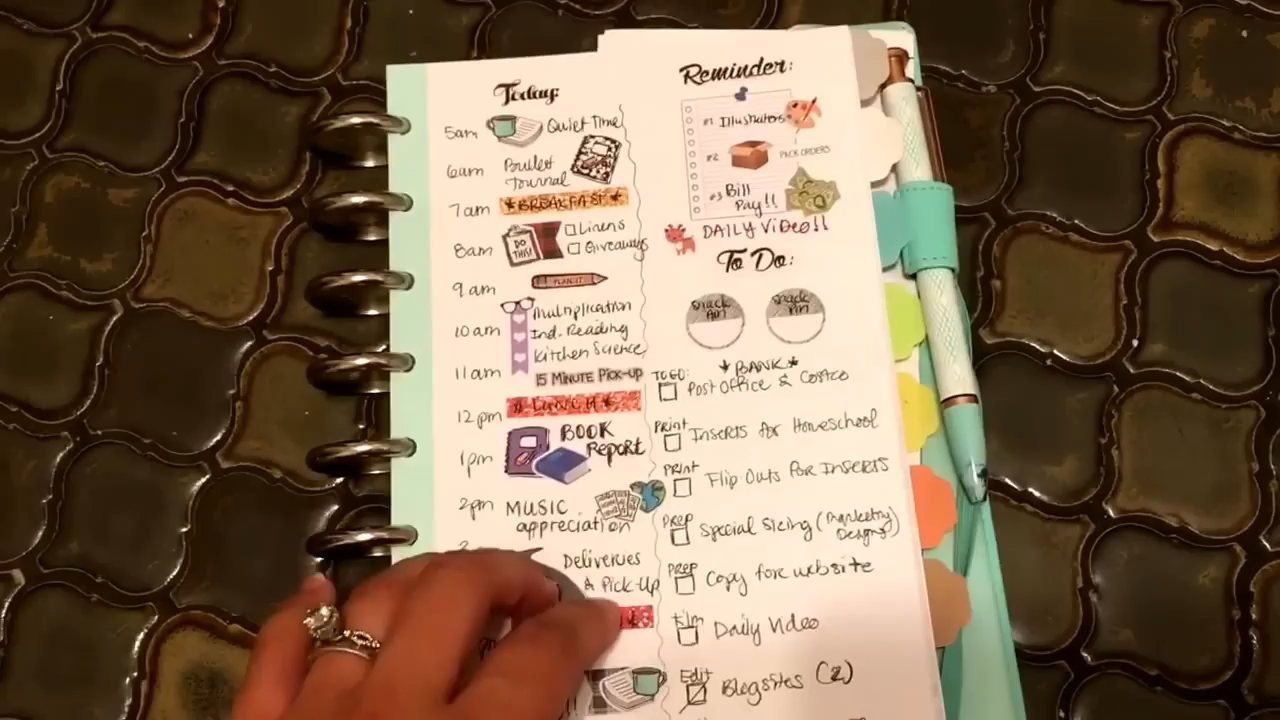 Today:
5am Quiet Time
6am Bullet
Journal
7am *BREAKFAST*
8am DO THIS! Linens
Giveaways
9am PLAN IT
Multiplication
10am Ind. Reading
Kitchen Science
11am 15 MINUTE PICK-UP
12pm * Lunch *
1pm BOOK
Report
2pm MUSIC
appreciation
Deliveries
& Pick-Up
Reminder:
#1 Illustrators
#2 PACK ORDERS
#3 Bill
Pay!!
DAILY VIDEO!!
To Do:
Snack
Snack
TO GO: *BANK*
Post Office & Costco
Print Inserts for Homeschool
Print Flip Outs for Inserts
PREP Special Sizing (Marketing
Designs)
PREP Copy for website
Film Daily Video
Edit Blogsites (2)